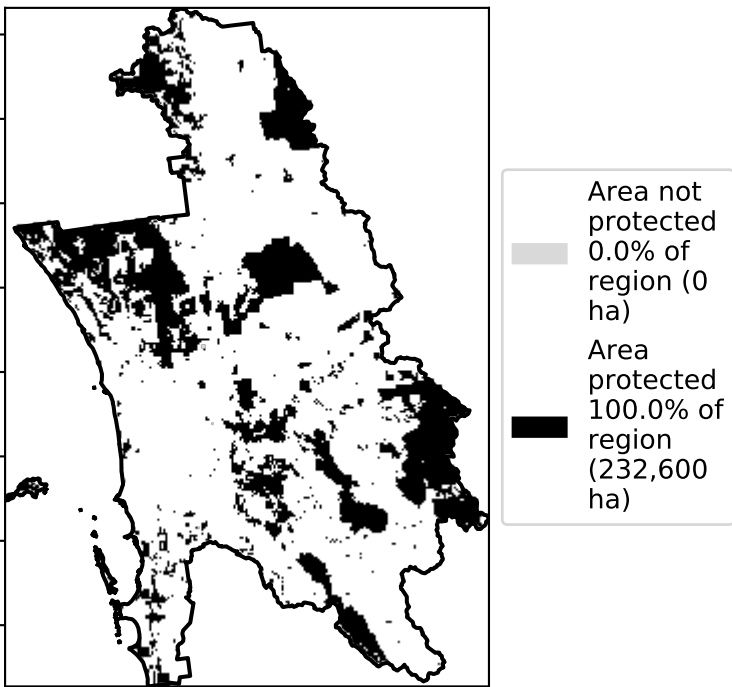 Area not
protected
0.0% of
region (0
ha)
Area
protected
100.0% of
region
(232,600
ha)